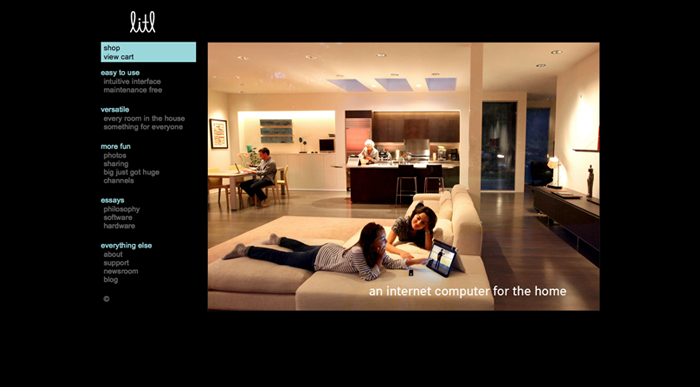 litl
shop
view cart
easy to use
intuitive interface
maintenance free
versatile
every room in the house
something for everyone
more fun
photos
sharing
big just got huge
channels
essays
philosophy
software
hardware
everything else
about
support
newsroom
blog
©
an internet computer for the home